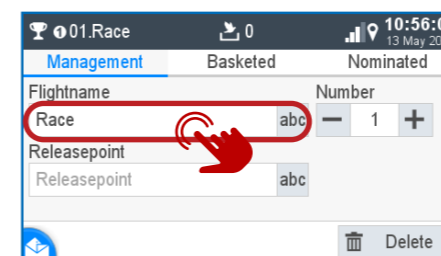 ❶01.Race 0 10:56:0
13 May 20
Management Basketed Nominated
Flightname Number
Race abc 1
Releasepoint
Releasepoint abc
Delete